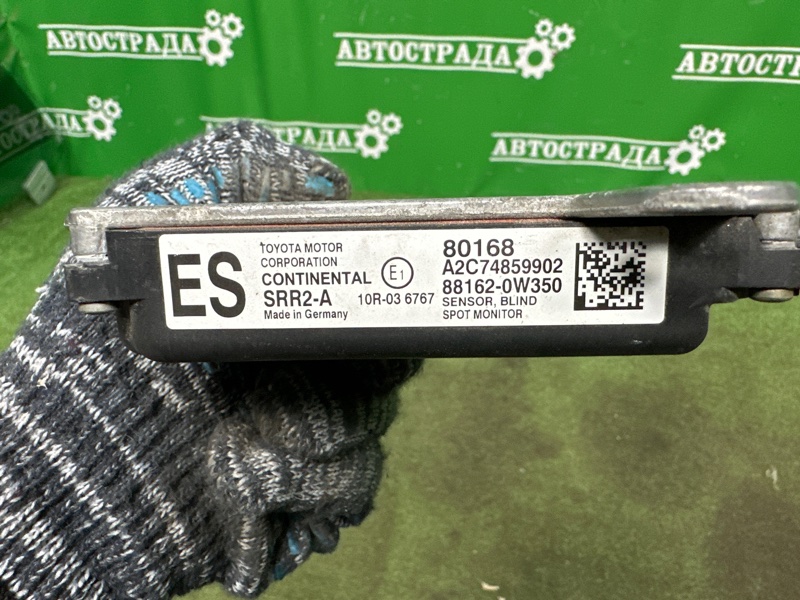 АВТОСТРАДА
АВТОСТРАДА
АВТОСТРАДА
АВТОСТРАДА
АВТОСТРАДА
ES
TOYOTA MOTOR
CORPORATION
CONTINENTAL
SRR2-A
Made in Germany
E1
10R-03 6767
80168
A2C74859902
88162-0W350
SENSOR, BLIND
SPOT MONITOR